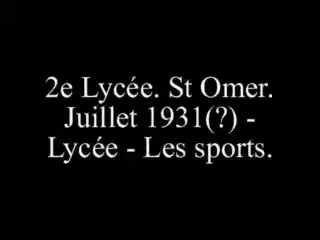 2e Lycée. St Omer.
Juillet 1931(?) -
Lycée - Les sports.